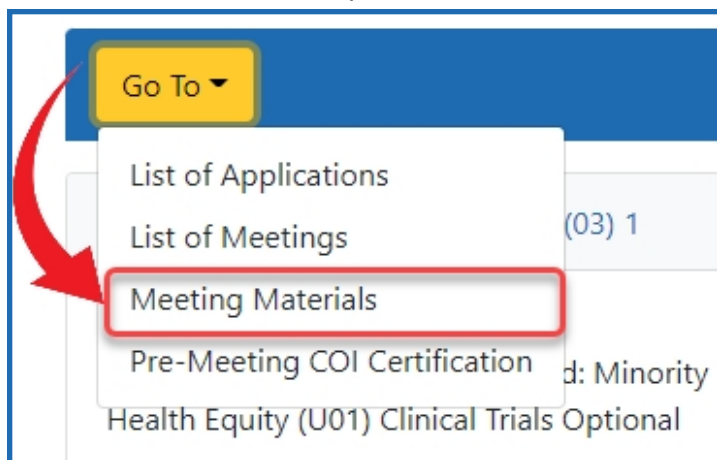 Go To
List of Applications
List of Meetings
(03) 1
Meeting Materials
Pre-Meeting COI Certification
d: Minority
Health Equity (U01) Clinical Trials Optional